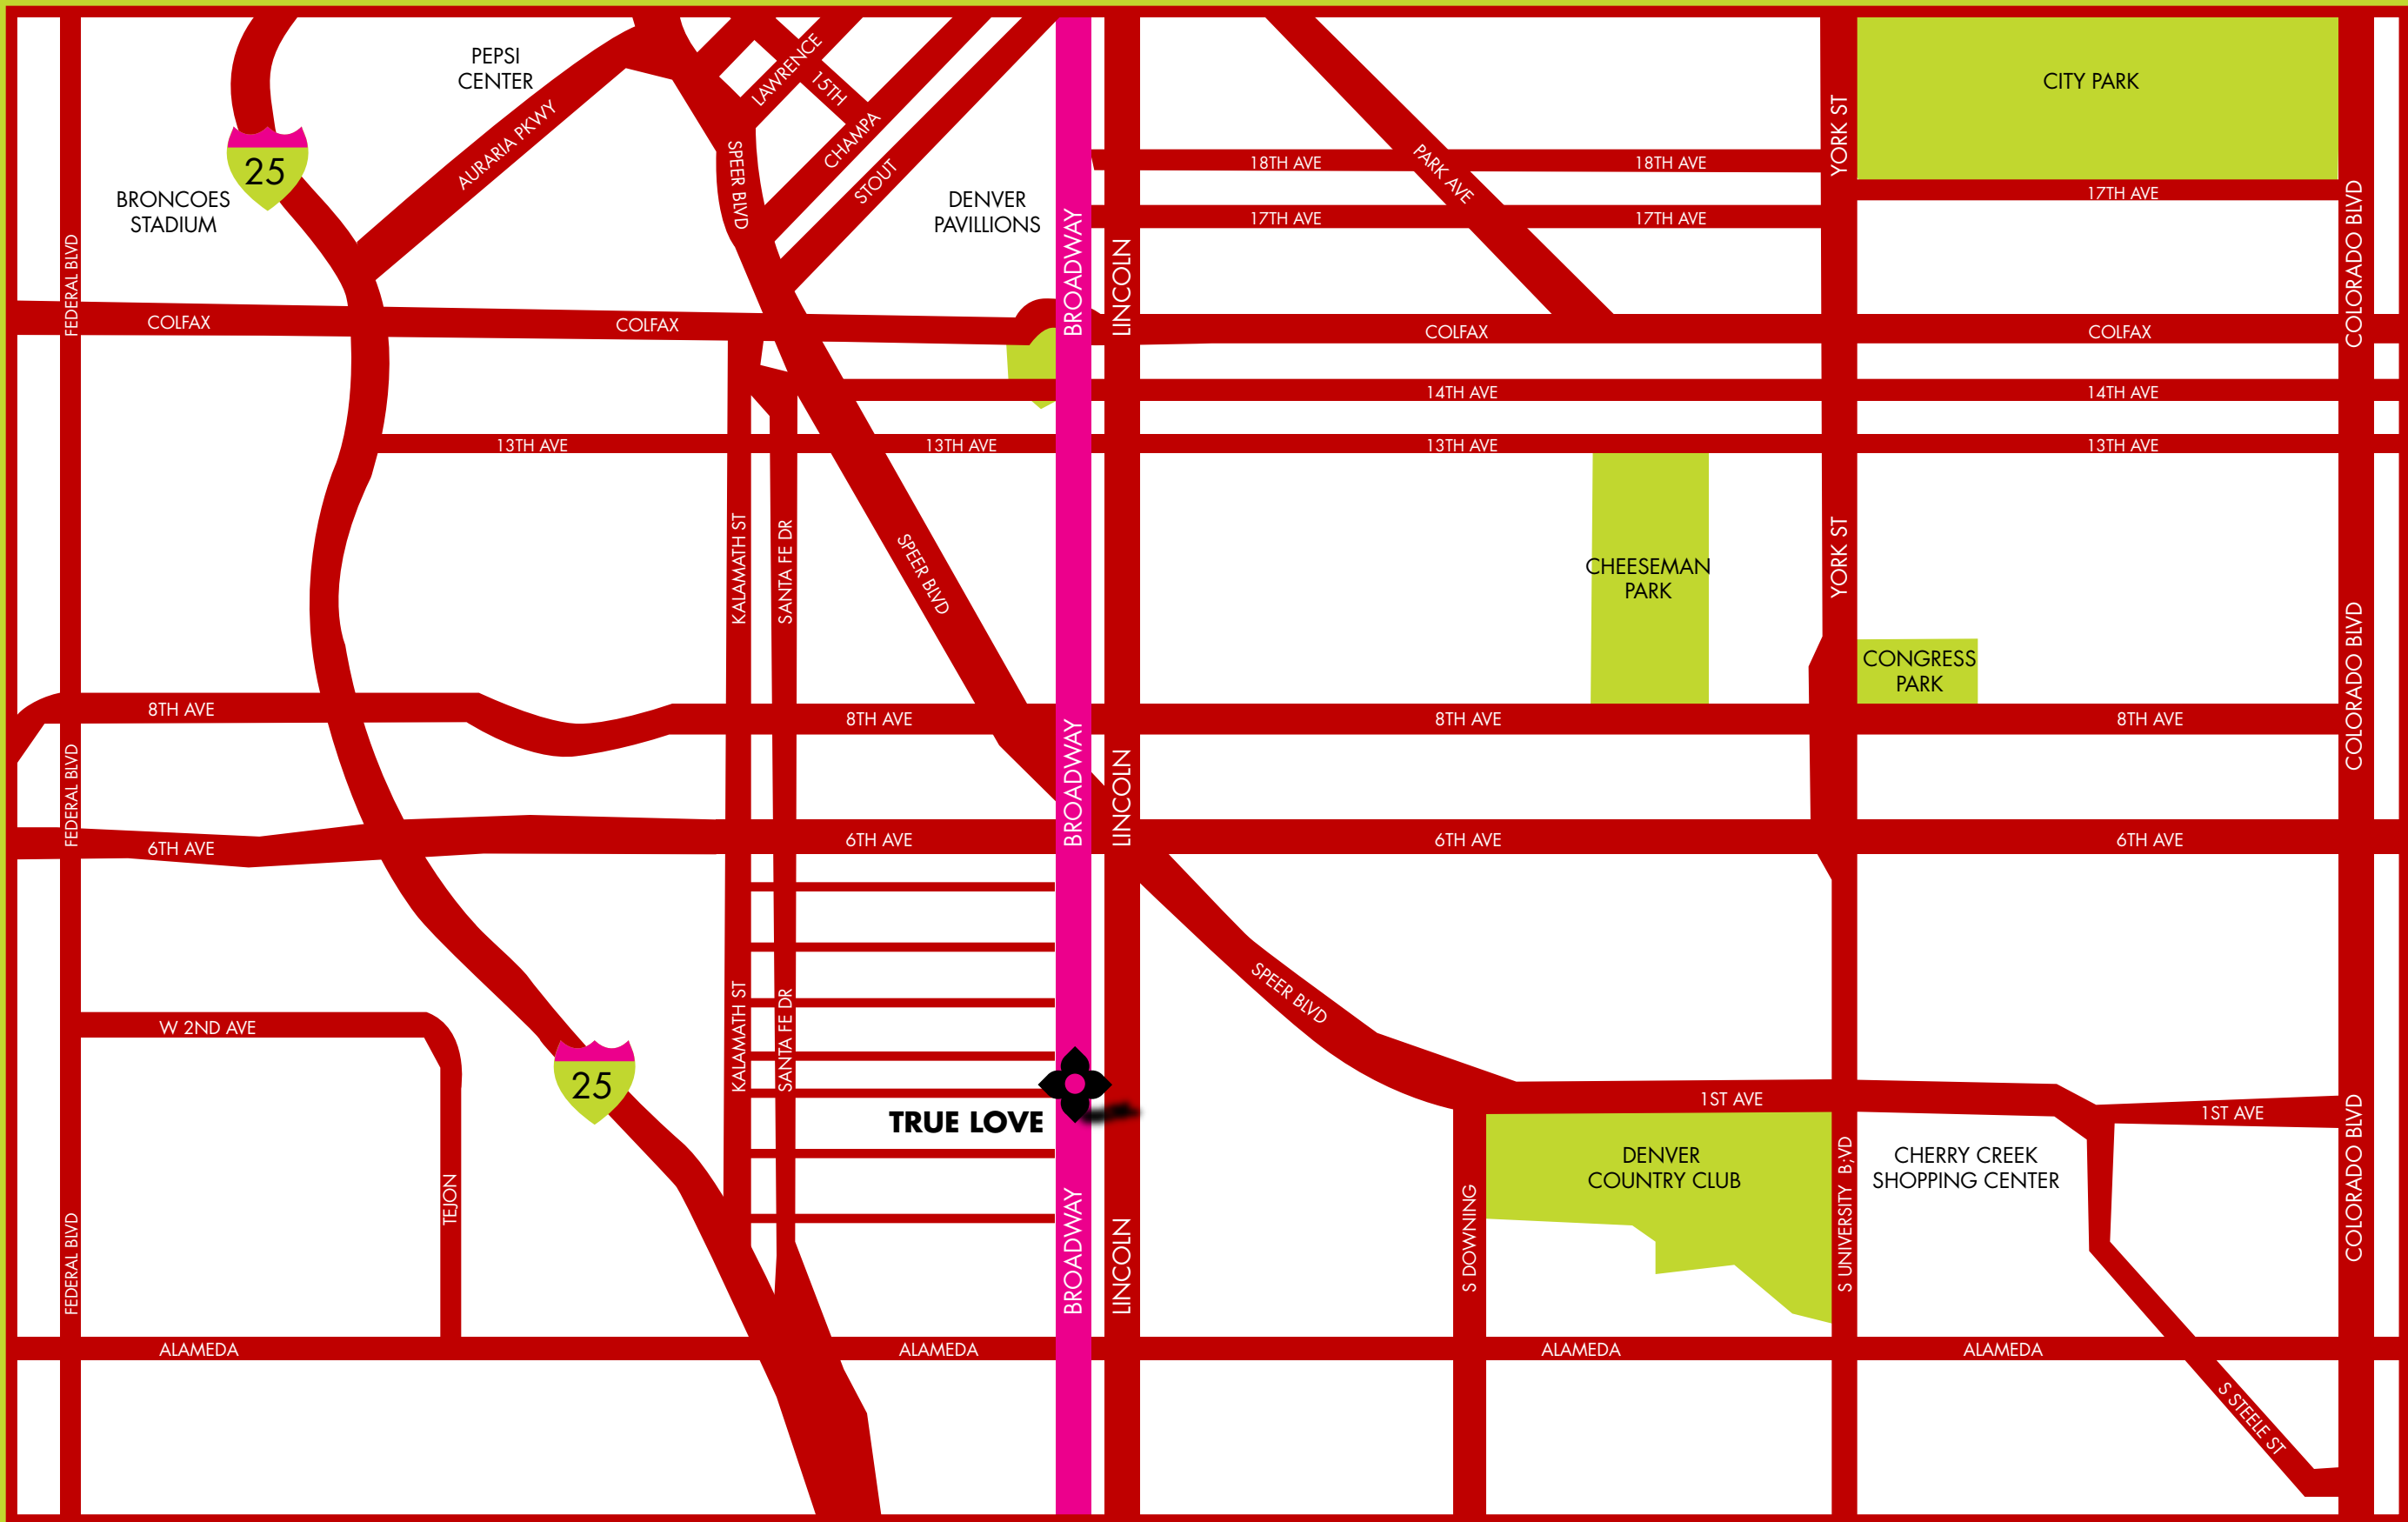 PEPSI
CENTER
LAWRENCE
15TH
CITY PARK
AURARIA PKWY
CHAMPA
YORK ST
25
SPEER BLVD
STOUT
18TH AVE
PARK AVE
18TH AVE
BRONCOES
STADIUM
DENVER
PAVILLIONS
17TH AVE
17TH AVE
17TH AVE
FEDERAL BLVD
BROADWAY
LINCOLN
COLORADO BLVD
COLFAX
COLFAX
COLFAX
COLFAX
14TH AVE
14TH AVE
13TH AVE
13TH AVE
13TH AVE
13TH AVE
KALAMATH ST
SANTA FE DR
SPEER BLVD
CHEESEMAN
PARK
YORK ST
CONGRESS
PARK
COLORADO BLVD
8TH AVE
8TH AVE
8TH AVE
8TH AVE
FEDERAL BLVD
BROADWAY
LINCOLN
6TH AVE
6TH AVE
6TH AVE
6TH AVE
SPEER BLVD
W 2ND AVE
KALAMATH ST
SANTA FE DR
25
TRUE LOVE
1ST AVE
1ST AVE
DENVER
COUNTRY CLUB
CHERRY CREEK
SHOPPING CENTER
TEJON
FEDERAL BLVD
BROADWAY
LINCOLN
S DOWNING
S UNIVERSITY B;VD
COLORADO BLVD
ALAMEDA
ALAMEDA
ALAMEDA
ALAMEDA
S STEELE ST